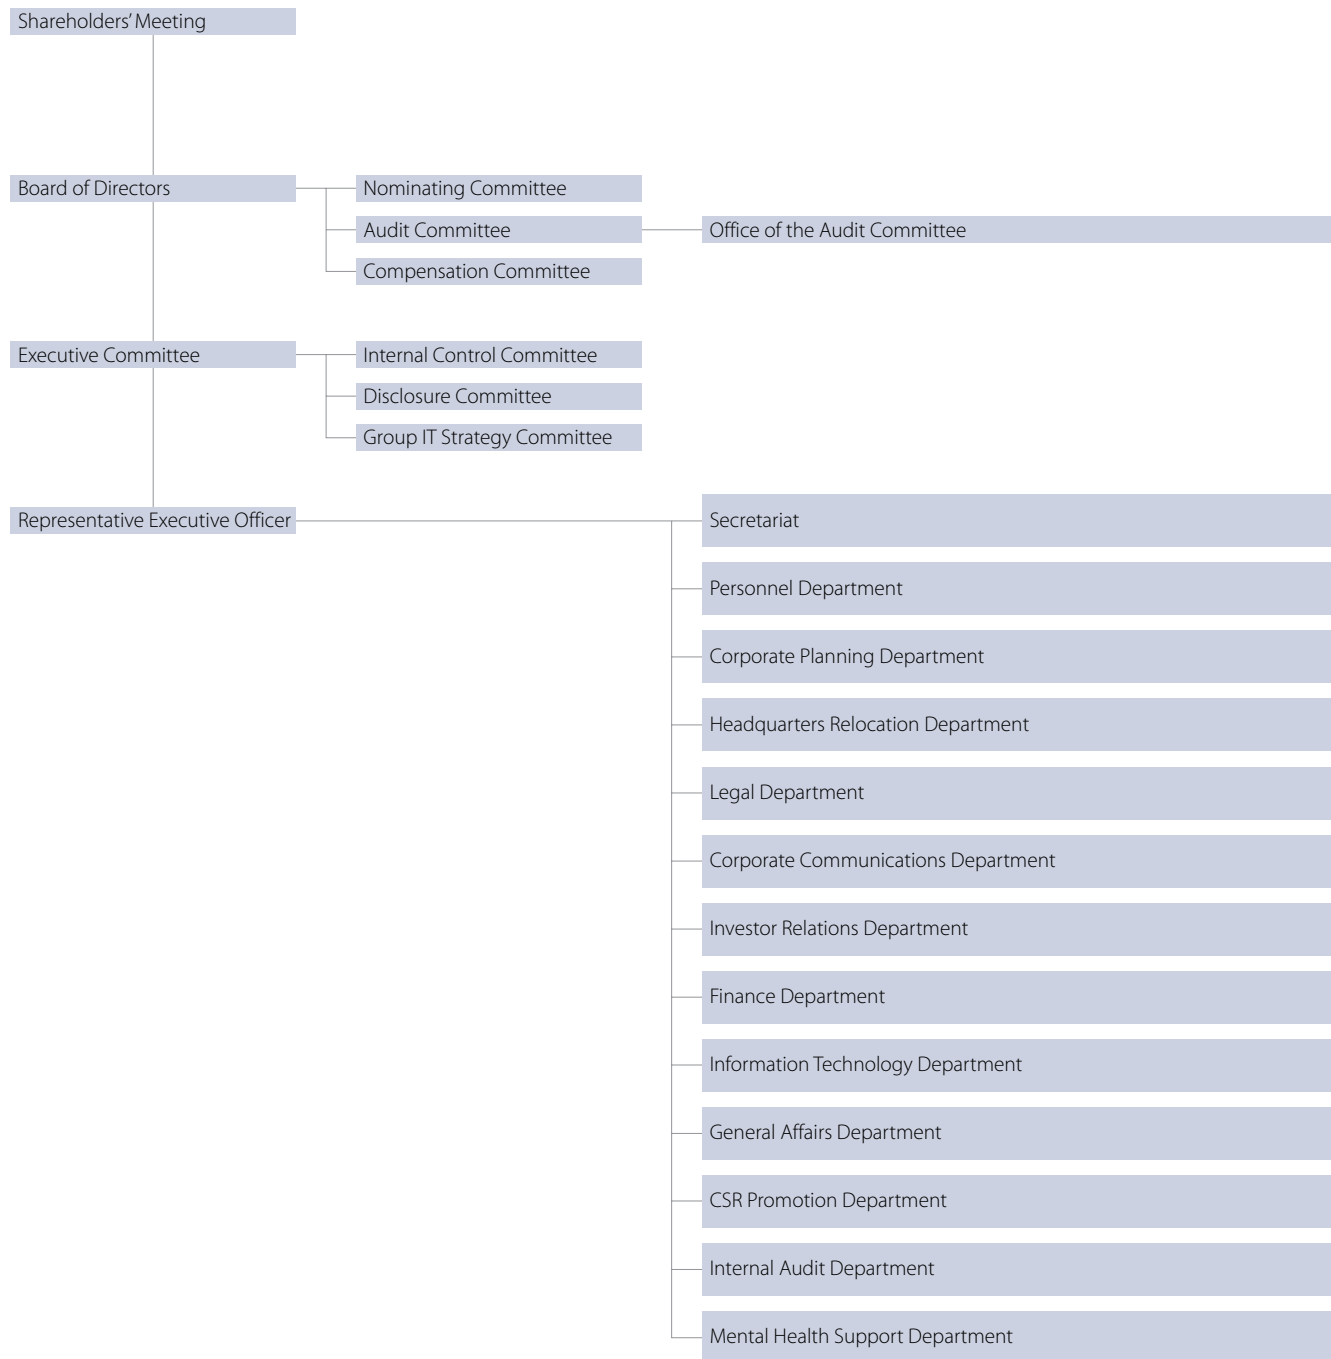 Shareholders’ Meeting
Board of Directors
Nominating Committee
Audit Committee
Office of the Audit Committee
Compensation Committee
Executive Committee
Internal Control Committee
Disclosure Committee
Group IT Strategy Committee
Representative Executive Officer
Secretariat
Personnel Department
Corporate Planning Department
Headquarters Relocation Department
Legal Department
Corporate Communications Department
Investor Relations Department
Finance Department
Information Technology Department
General Affairs Department
CSR Promotion Department
Internal Audit Department
Mental Health Support Department